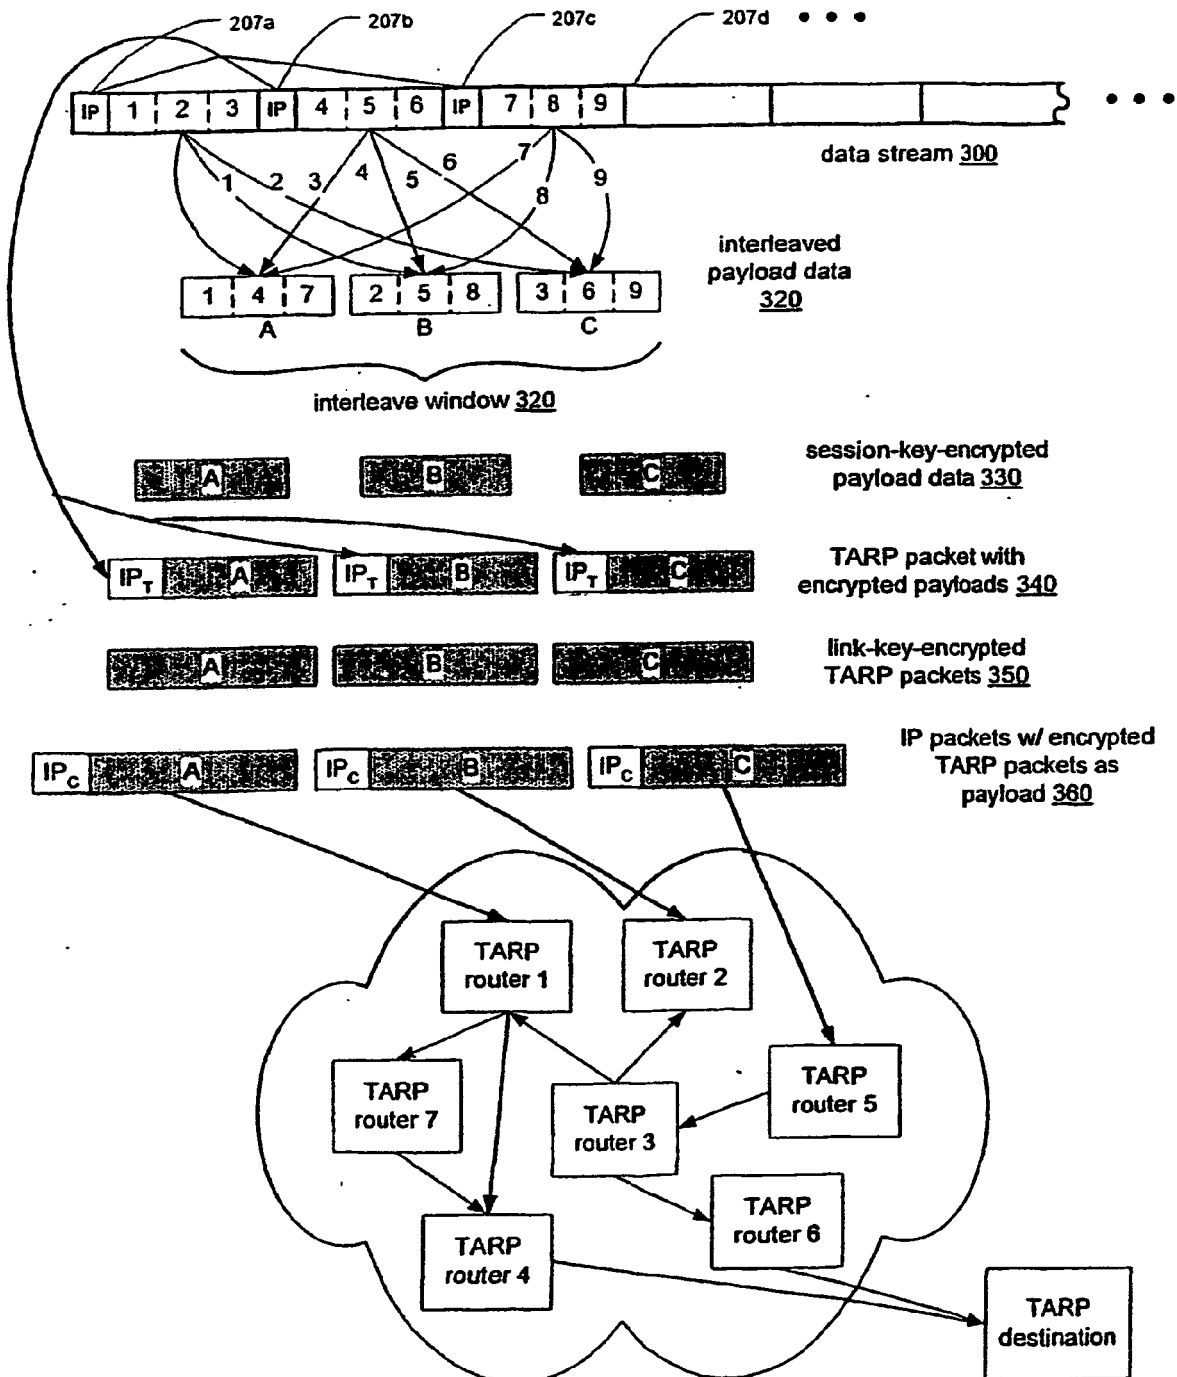 207a
207b
207c
207d
IP 1 2 3 IP 4 5 6 IP 7 8 9
data stream 300
1 2 3 4 5 6 7 8 9
interleaved
payload data
320
1 4 7
2 5 8
3 6 9
A
B
C
interleave window 320
A
B
C
session-key-encrypted
payload data 330
IPT A
IPT B
IPT C
TARP packet with
encrypted payloads 340
A
B
C
link-key-encrypted
TARP packets 350
IPC A
IPC B
IPC C
IP packets w/ encrypted
TARP packets as
payload 360
TARP
router 1
TARP
router 2
TARP
router 7
TARP
router 3
TARP
router 5
TARP
router 4
TARP
router 6
TARP
destination